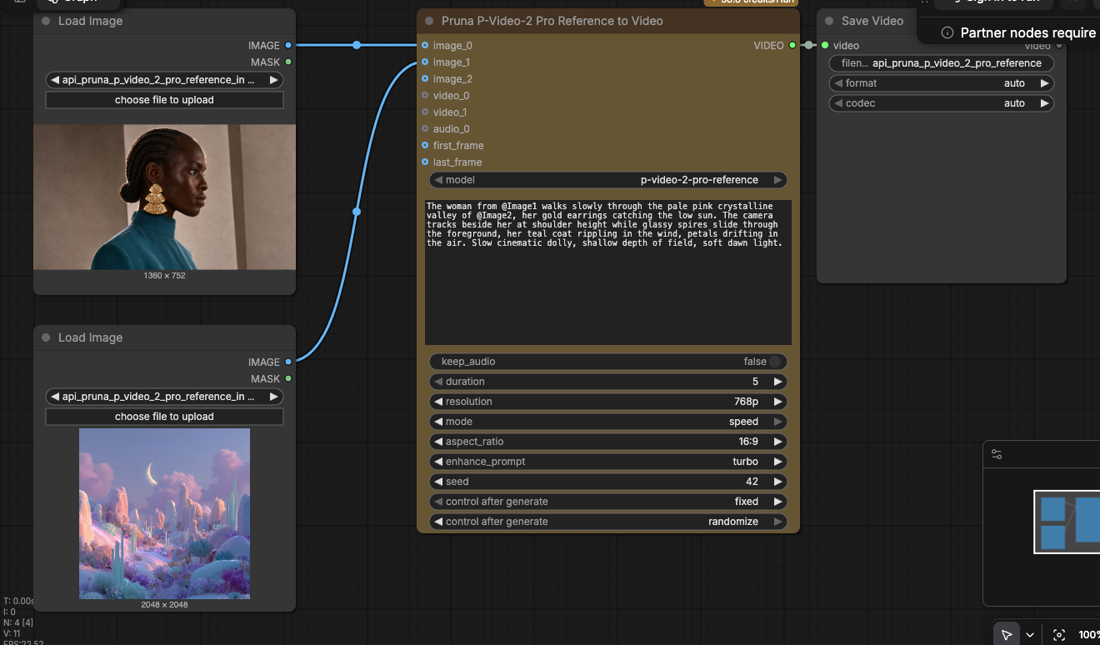 Load Image
IMAGE
MASK
api_pruna_p_video_2_pro_reference_in ...
choose file to upload
1360 × 752
Load Image
IMAGE
MASK
api_pruna_p_video_2_pro_reference_in ...
choose file to upload
2048 × 2048
T: 0.00s
I: 0
N: 4 [4]
V: 11
FPS:22.52
Pruna P-Video-2 Pro Reference to Video
image_0
VIDEO
image_1
image_2
video_0
video_1
audio_0
first_frame
last_frame
model
p-video-2-pro-reference
The woman from @Image1 walks slowly through the pale pink crystalline
valley of @Image2, her gold earrings catching the low sun. The camera
tracks beside her at shoulder height while glassy spires slide through
the foreground, her teal coat rippling in the wind, petals drifting in
the air. Slow cinematic dolly, shallow depth of field, soft dawn light.
keep_audio false
duration 5
resolution 768p
mode speed
aspect_ratio 16:9
enhance_prompt turbo
seed 42
control after generate fixed
control after generate randomize
Save Video
Partner nodes require
video
video
filen... api_pruna_p_video_2_pro_reference
format auto
codec auto
100%